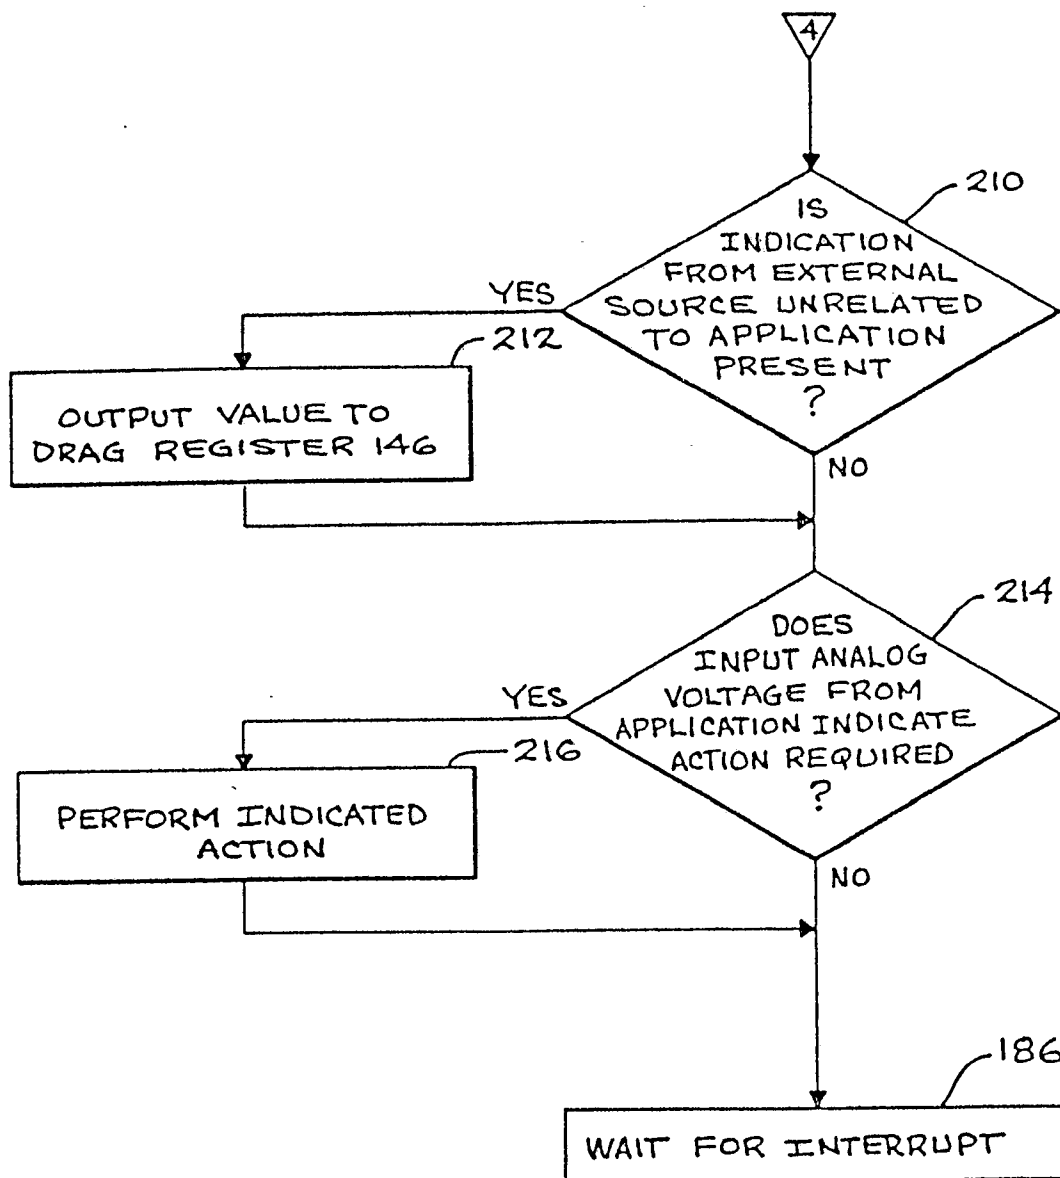 4
210
IS
INDICATION
FROM EXTERNAL
SOURCE UNRELATED
TO APPLICATION
PRESENT
?
YES
212
OUTPUT VALUE TO
DRAG REGISTER 146
NO
214
DOES
INPUT ANALOG
VOLTAGE FROM
APPLICATION INDICATE
ACTION REQUIRED
?
YES
216
PERFORM INDICATED
ACTION
NO
186
WAIT FOR INTERRUPT